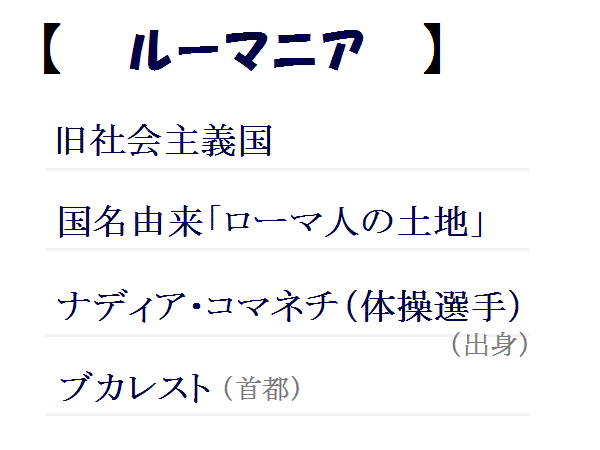 【 ルーマニア 】
旧社会主義国
国名由来「ローマ人の土地」
ナディア・コマネチ（体操選手）
（出身）
ブカレスト（首都）